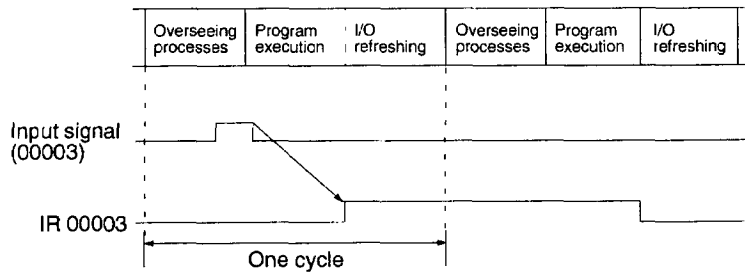 Overseeing processes
Program execution
I/O refreshing
Overseeing processes
Program execution
I/O refreshing
Input signal
(00003)
IR 00003
One cycle